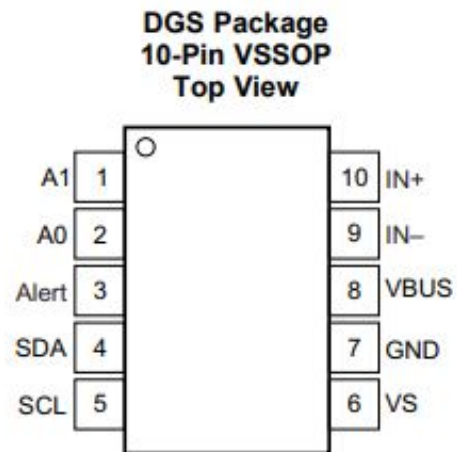 DGS Package
10-Pin VSSOP
Top View
A1 1 10 IN+
A0 2 9 IN–
Alert 3 8 VBUS
SDA 4 7 GND
SCL 5 6 VS